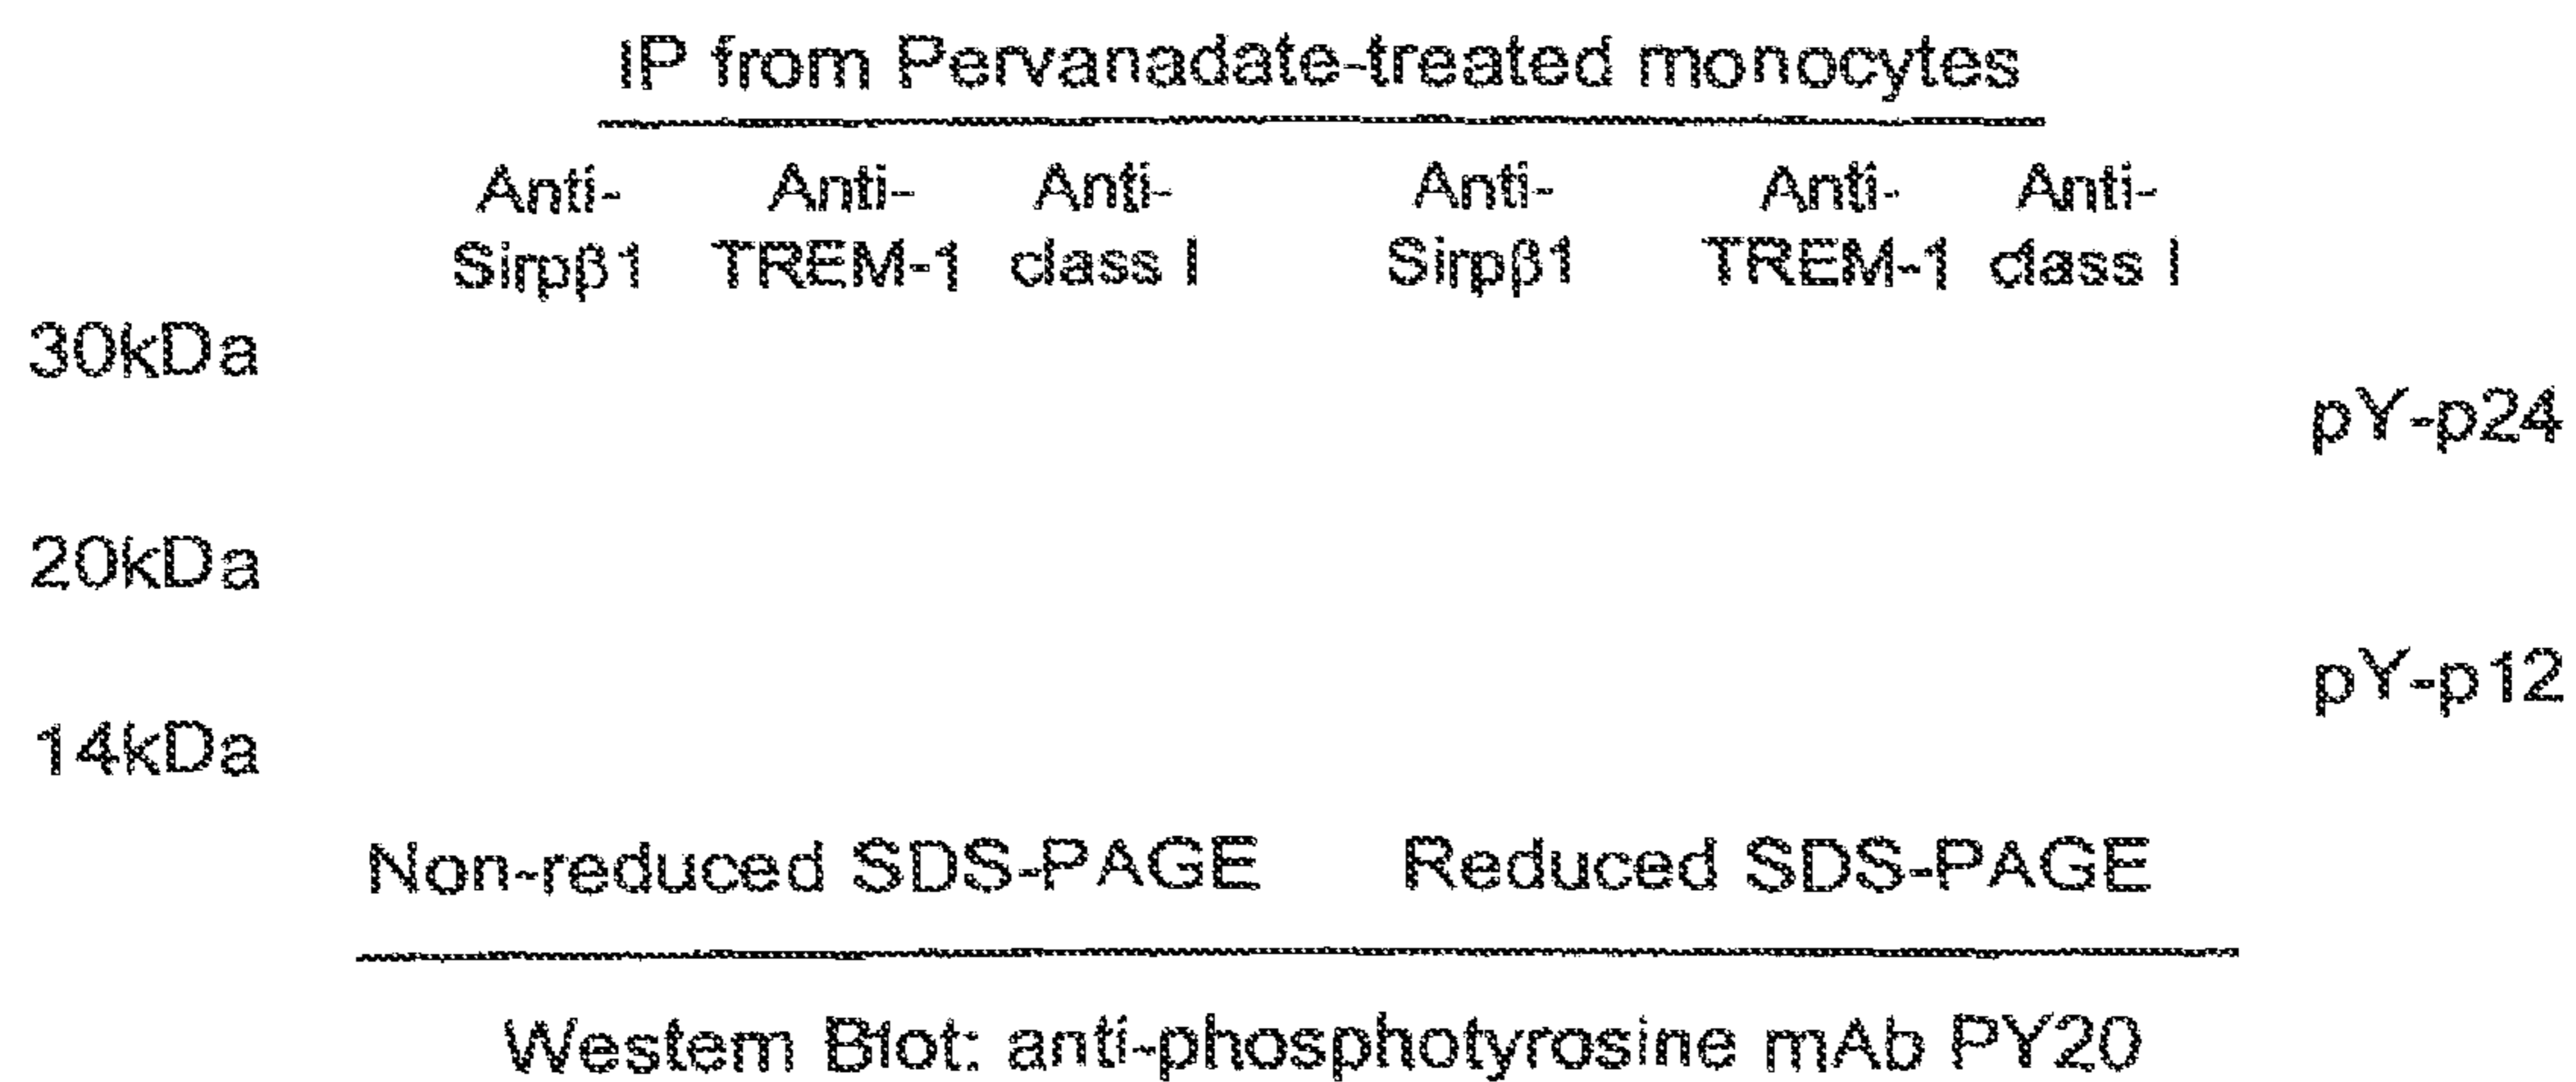 IP from Pervanadate-treated monocytes
Anti- Anti- Anti- Anti- Anti- Anti-
Sirpβ1 TREM-1 class I Sirpβ1 TREM-1 class I
30kDa
pY-p24
20kDa
pY-p12
14kDa
Non-reduced SDS-PAGE Reduced SDS-PAGE
Western Blot: anti-phosphotyrosine mAb PY20